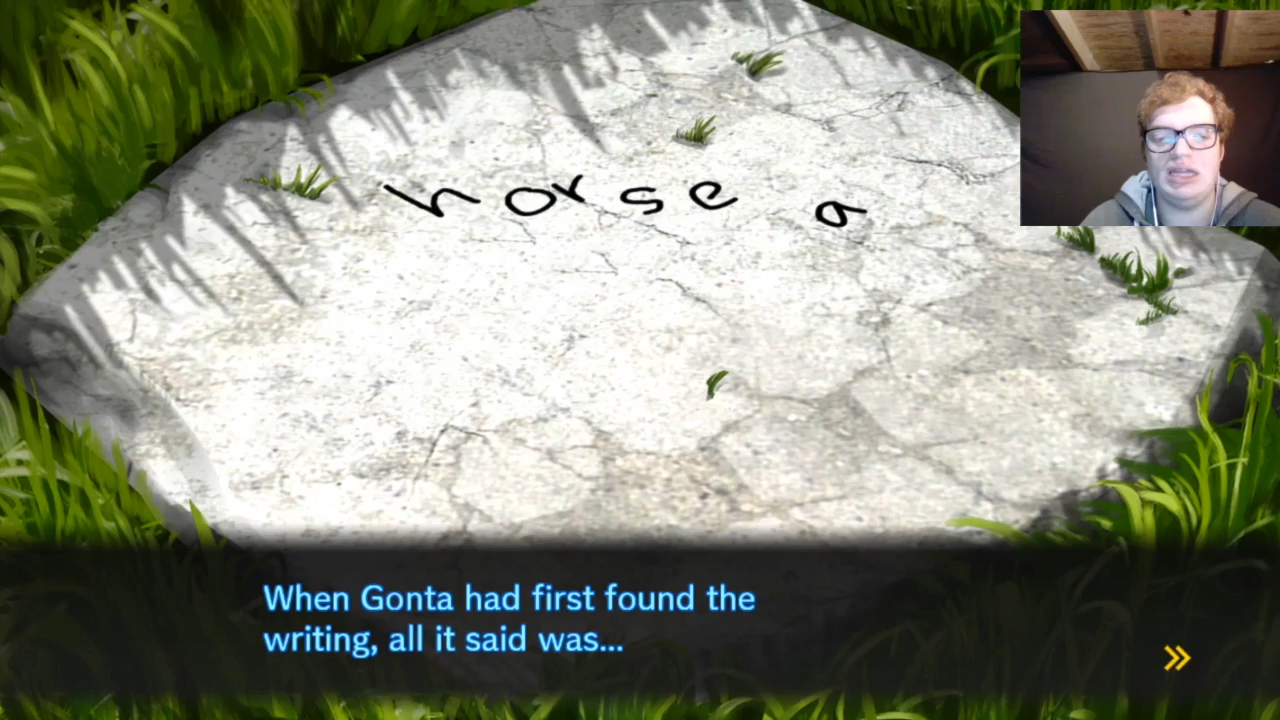 horse a
When Gonta had first found the
writing, all it said was...